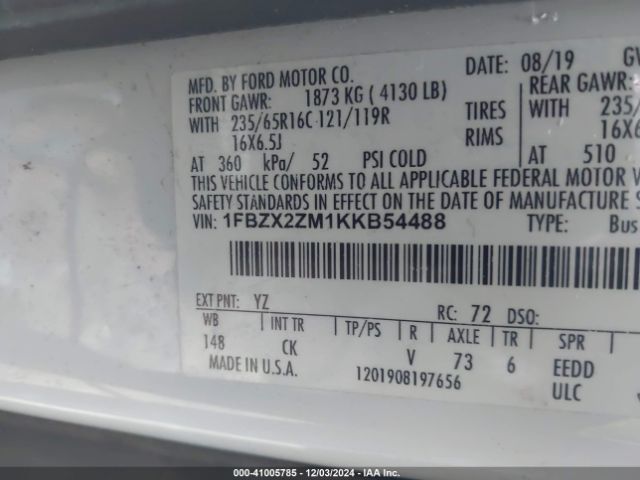 MFD. BY FORD MOTOR CO. DATE: 08/19
FRONT GAWR: 1873 KG ( 4130 LB) REAR GAWR:
WITH 235/65R16C 121/119R TIRES WITH 235/
16X6.5J RIMS
AT 360 kPa/ 52 PSI COLD AT 510
THIS VEHICLE CONFORMS TO ALL APPLICABLE FEDERAL MOTOR
SAFETY STANDARDS IN EFFECT ON THE DATE OF MANUFACTURE
VIN: 1FBZX2ZM1KKB54488 TYPE: Bus
EXT PNT: YZ RC: 72 DSO:
WB INT TR TP/PS R AXLE TR SPR
148 CK V 73 6 EEDD
MADE IN U.S.A. 1201908197656 ULC
000-41005785 - 12/03/2024 - IAA Inc.